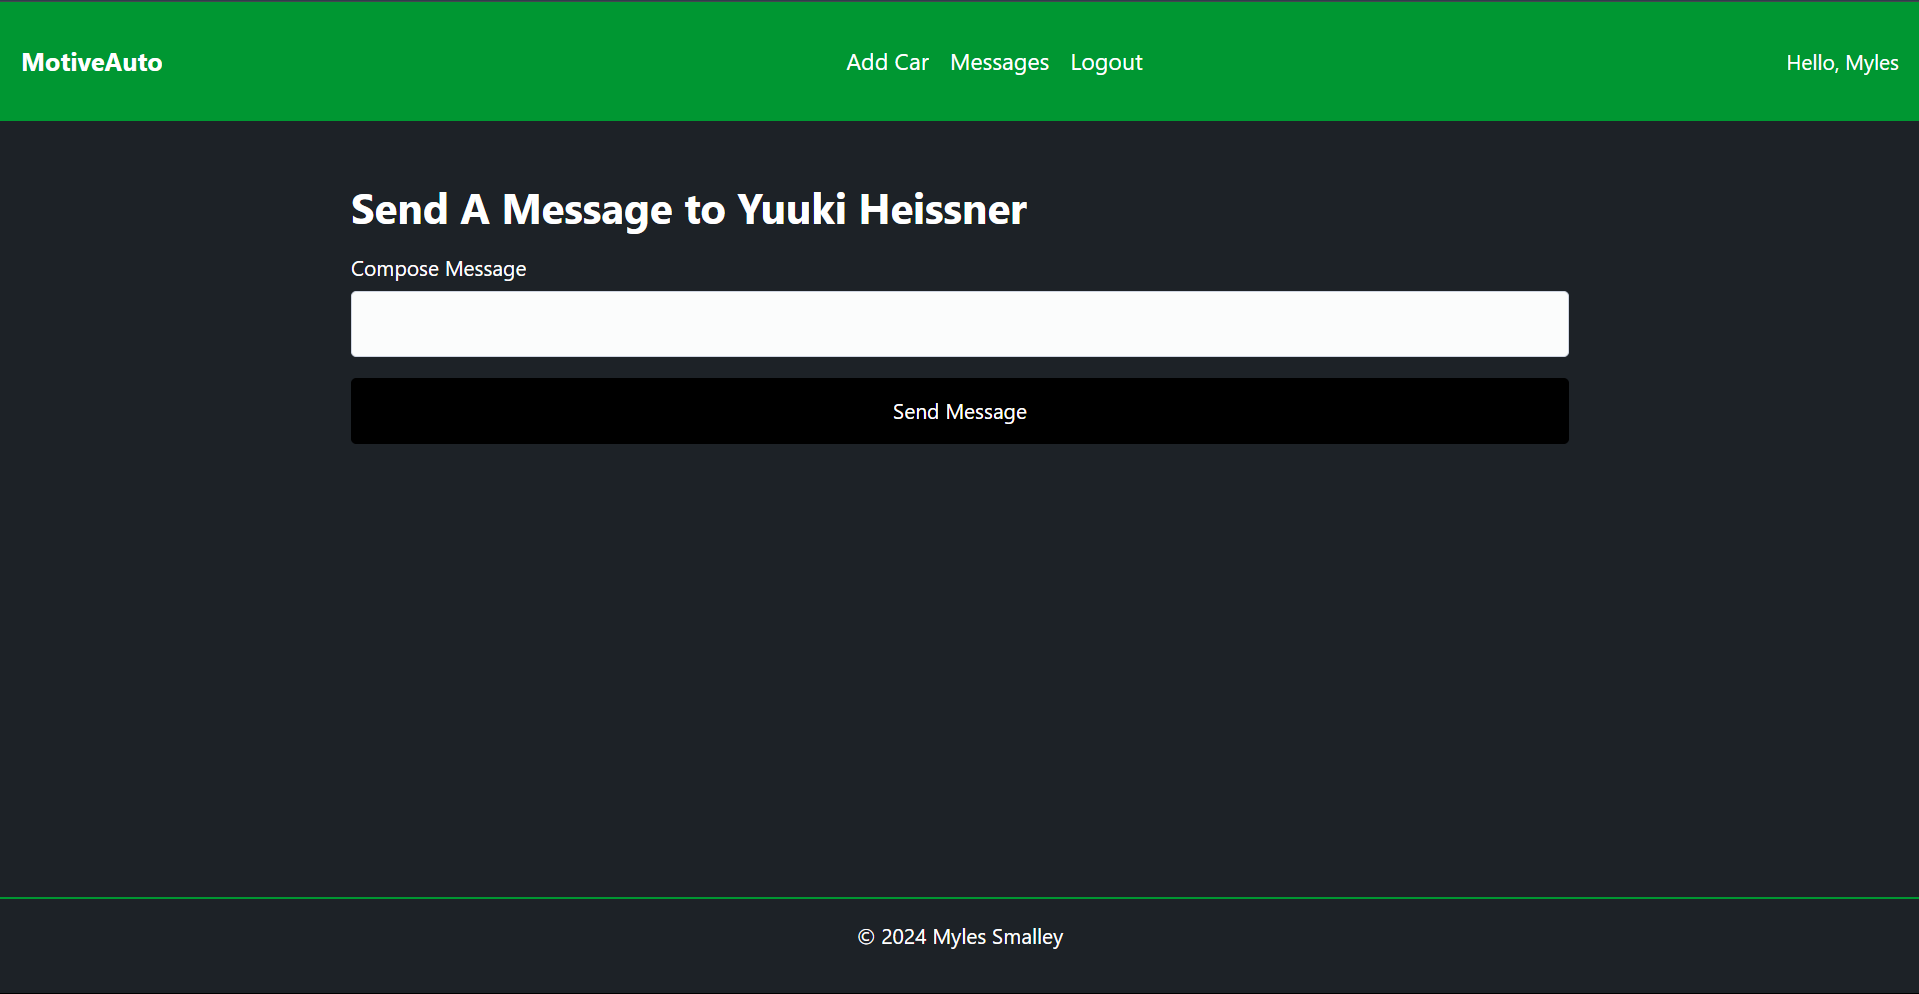 MotiveAuto
Add Car Messages Logout
Hello, Myles
Send A Message to Yuuki Heissner
Compose Message
Send Message
© 2024 Myles Smalley